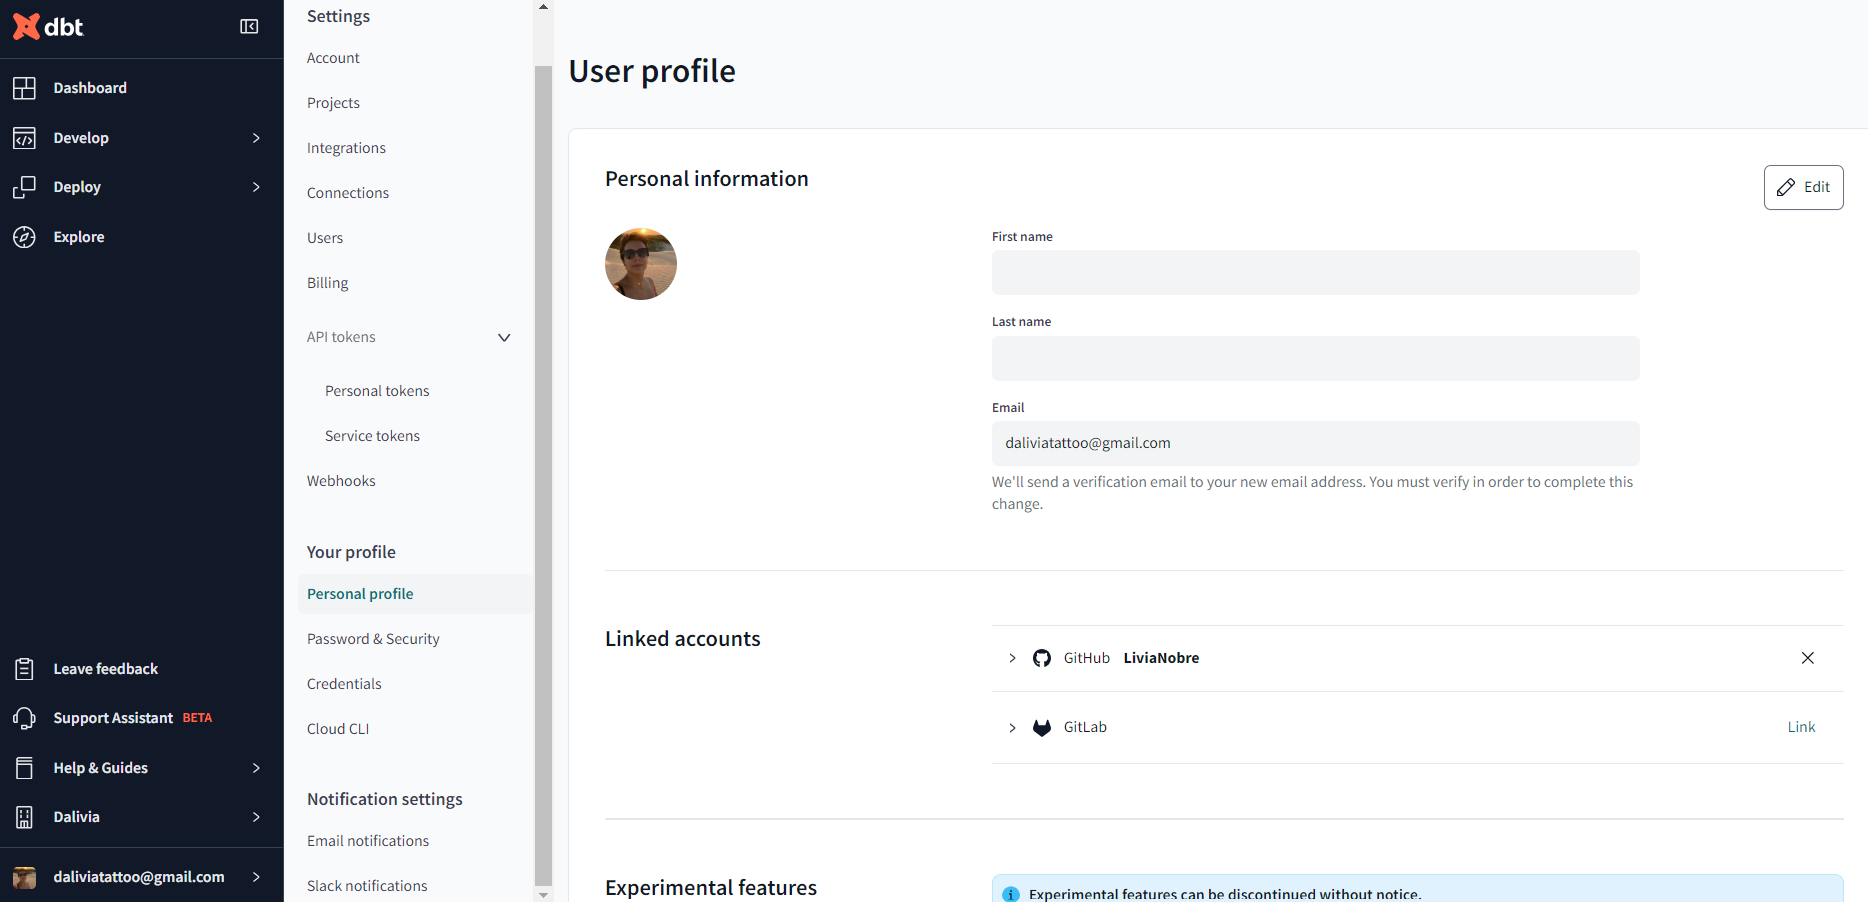 dbt
Dashboard
Develop
Deploy
Explore
Leave feedback
Support Assistant BETA
Help & Guides
Dalivia
daliviatattoo@gmail.com
Settings
Account
Projects
Integrations
Connections
Users
Billing
API tokens
Personal tokens
Service tokens
Webhooks
Your profile
Personal profile
Password & Security
Credentials
Cloud CLI
Notification settings
Email notifications
Slack notifications
User profile
Personal information
Edit
First name
Last name
Email
daliviatattoo@gmail.com
We'll send a verification email to your new email address. You must verify in order to complete this
change.
Linked accounts
GitHub LiviaNobre
GitLab Link
Experimental features
Experimental features can be discontinued without notice.